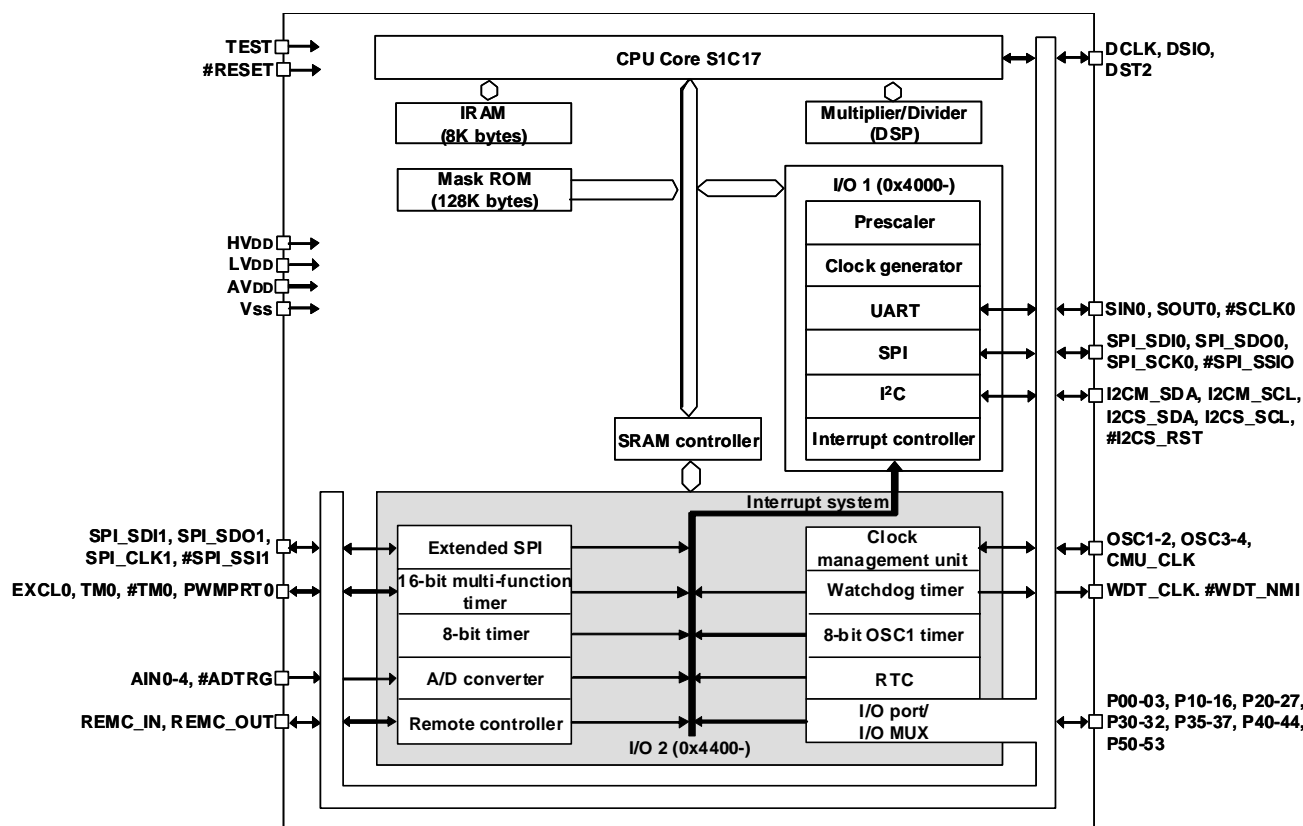 TEST
#RESET
CPU Core S1C17
DCLK, DSIO,
DST2
IRAM
(8K bytes)
Multiplier/Divider
(DSP)
Mask ROM
(128K bytes)
I/O 1 (0x4000-)
Prescaler
Clock generator
UART
SPI
I²C
Interrupt controller
HVDD
LVDD
AVDD
Vss
SIN0, SOUT0, #SCLK0
SPI_SDI0, SPI_SDO0,
SPI_SCK0, #SPI_SSIO
I2CM_SDA, I2CM_SCL,
I2CS_SDA, I2CS_SCL,
#I2CS_RST
SRAM controller
Interrupt system
SPI_SDI1, SPI_SDO1,
SPI_CLK1, #SPI_SSI1
EXCL0, TM0, #TM0, PWMPRT0
AIN0-4, #ADTRG
REMC_IN, REMC_OUT
Extended SPI
16-bit multi-function
timer
8-bit timer
A/D converter
Remote controller
Clock
management unit
Watchdog timer
8-bit OSC1 timer
RTC
I/O port/
I/O MUX
I/O 2 (0x4400-)
OSC1-2, OSC3-4,
CMU_CLK
WDT_CLK. #WDT_NMI
P00-03, P10-16, P20-27,
P30-32, P35-37, P40-44,
P50-53